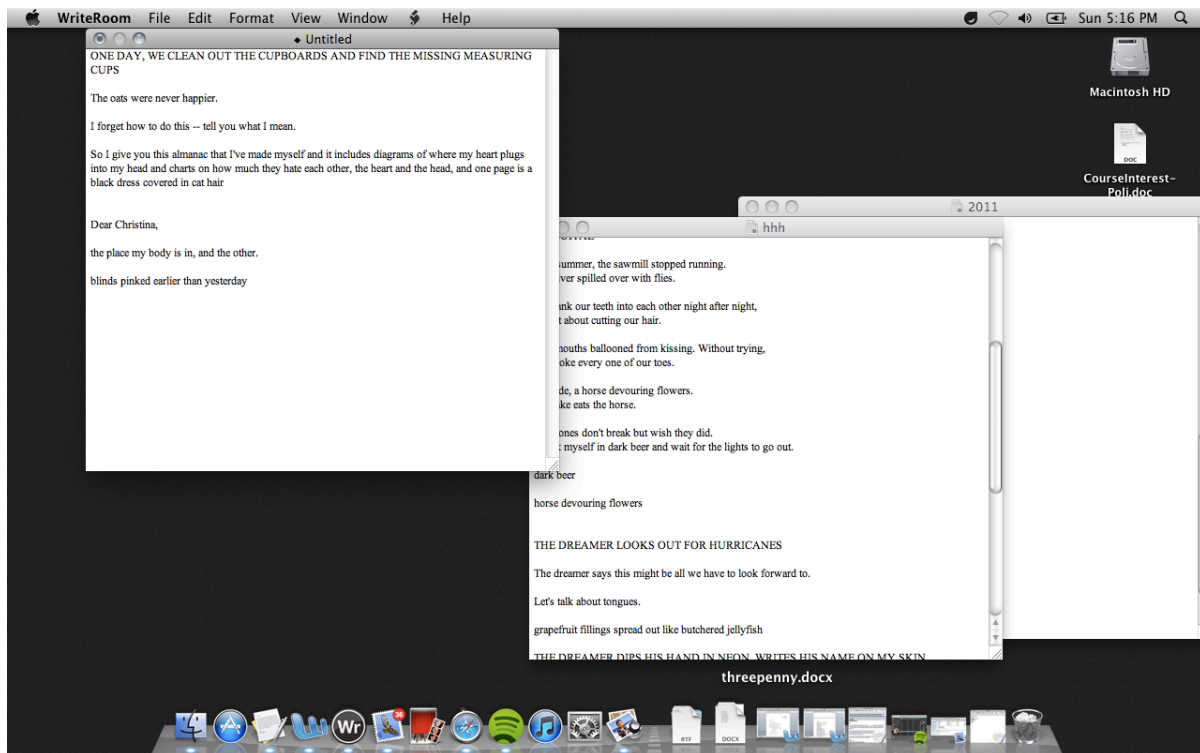 WriteRoom File Edit Format View Window Help Sun 5:16 PM
Untitled
ONE DAY, WE CLEAN OUT THE CUPBOARDS AND FIND THE MISSING MEASURING
CUPS
The oats were never happier.
I forget how to do this -- tell you what I mean.
So I give you this almanac that I've made myself and it includes diagrams of where my heart plugs
into my head and charts on how much they hate each other, the heart and the head, and one page is a
black dress covered in cat hair
Dear Christina,
the place my body is in, and the other.
blinds pinked earlier than yesterday
Macintosh HD
DOC
CourseInterest-
Poli.doc
2011
hhh
summer, the sawmill stopped running.
spilled over with flies.
our teeth into each other night after night,
about cutting our hair.
ballooned from kissing. Without trying,
every one of our toes.
a horse devouring flowers.
eats the horse.
don't break but wish they did.
myself in dark beer and wait for the lights to go out.
dark beer
horse devouring flowers
THE DREAMER LOOKS OUT FOR HURRICANES
The dreamer says this might be all we have to look forward to.
Let's talk about tongues.
grapefruit fillings spread out like butchered jellyfish
THE DREAMER DIPS HIS HAND IN NEON, WRITES HIS NAME ON MY SKIN
threepenny.docx
Wr
36
RTF
DOCX